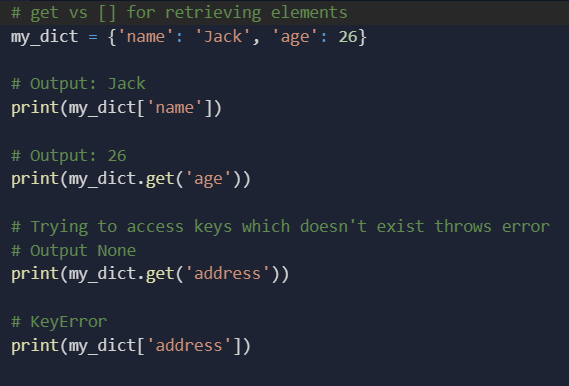 # get vs [] for retrieving elements
my_dict = {'name': 'Jack', 'age': 26}
# Output: Jack
print(my_dict['name'])
# Output: 26
print(my_dict.get('age'))
# Trying to access keys which doesn't exist throws error
# Output None
print(my_dict.get('address'))
# KeyError
print(my_dict['address'])